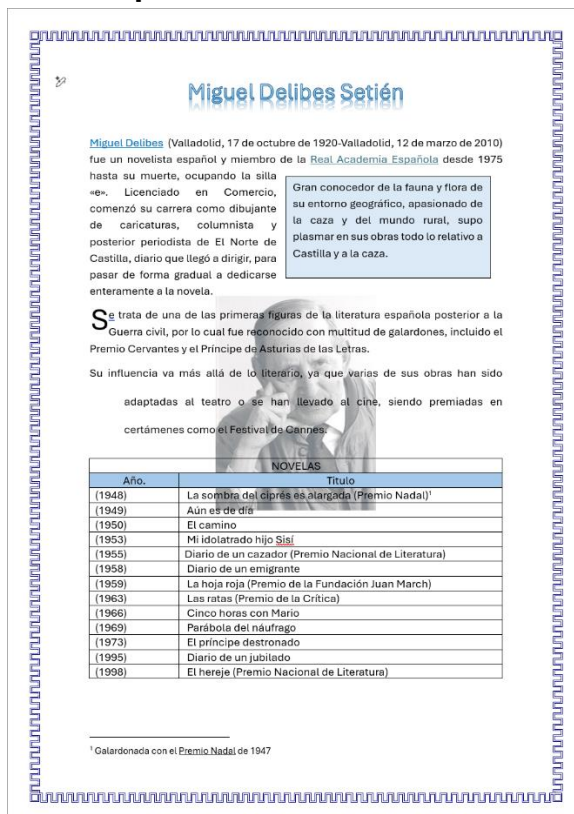 Miguel Delibes Setién
Miguel Delibes (Valladolid, 17 de octubre de 1920-Valladolid, 12 de marzo de 2010)
fue un novelista español y miembro de la Real Academia Española desde 1975
hasta su muerte, ocupando la silla
«e». Licenciado en Comercio,
comenzó su carrera como dibujante
de caricaturas, columnista y
posterior periodista de El Norte de
Castilla, diario que llegó a dirigir, para
pasar de forma gradual a dedicarse
enteramente a la novela.
Gran conocedor de la fauna y flora de
su entorno geográfico, apasionado de
la caza y del mundo rural, supo
plasmar en sus obras todo lo relativo a
Castilla y a la caza.
Se trata de una de las primeras figuras de la literatura española posterior a la
Guerra civil, por lo cual fue reconocido con multitud de galardones, incluido el
Premio Cervantes y el Príncipe de Asturias de las Letras.
Su influencia va más allá de lo literario, ya que varias de sus obras han sido
adaptadas al teatro o se han llevado al cine, siendo premiadas en
certámenes como el Festival de Cannes.
NOVELAS
Año. Titulo
(1948) La sombra del ciprés es alargada (Premio Nadal)¹
(1949) Aún es de día
(1950) El camino
(1953) Mi idolatrado hijo Sisí
(1955) Diario de un cazador (Premio Nacional de Literatura)
(1958) Diario de un emigrante
(1959) La hoja roja (Premio de la Fundación Juan March)
(1963) Las ratas (Premio de la Crítica)
(1966) Cinco horas con Mario
(1969) Parábola del náufrago
(1973) El príncipe destronado
(1995) Diario de un jubilado
(1998) El hereje (Premio Nacional de Literatura)
¹ Galardonada con el Premio Nadal de 1947